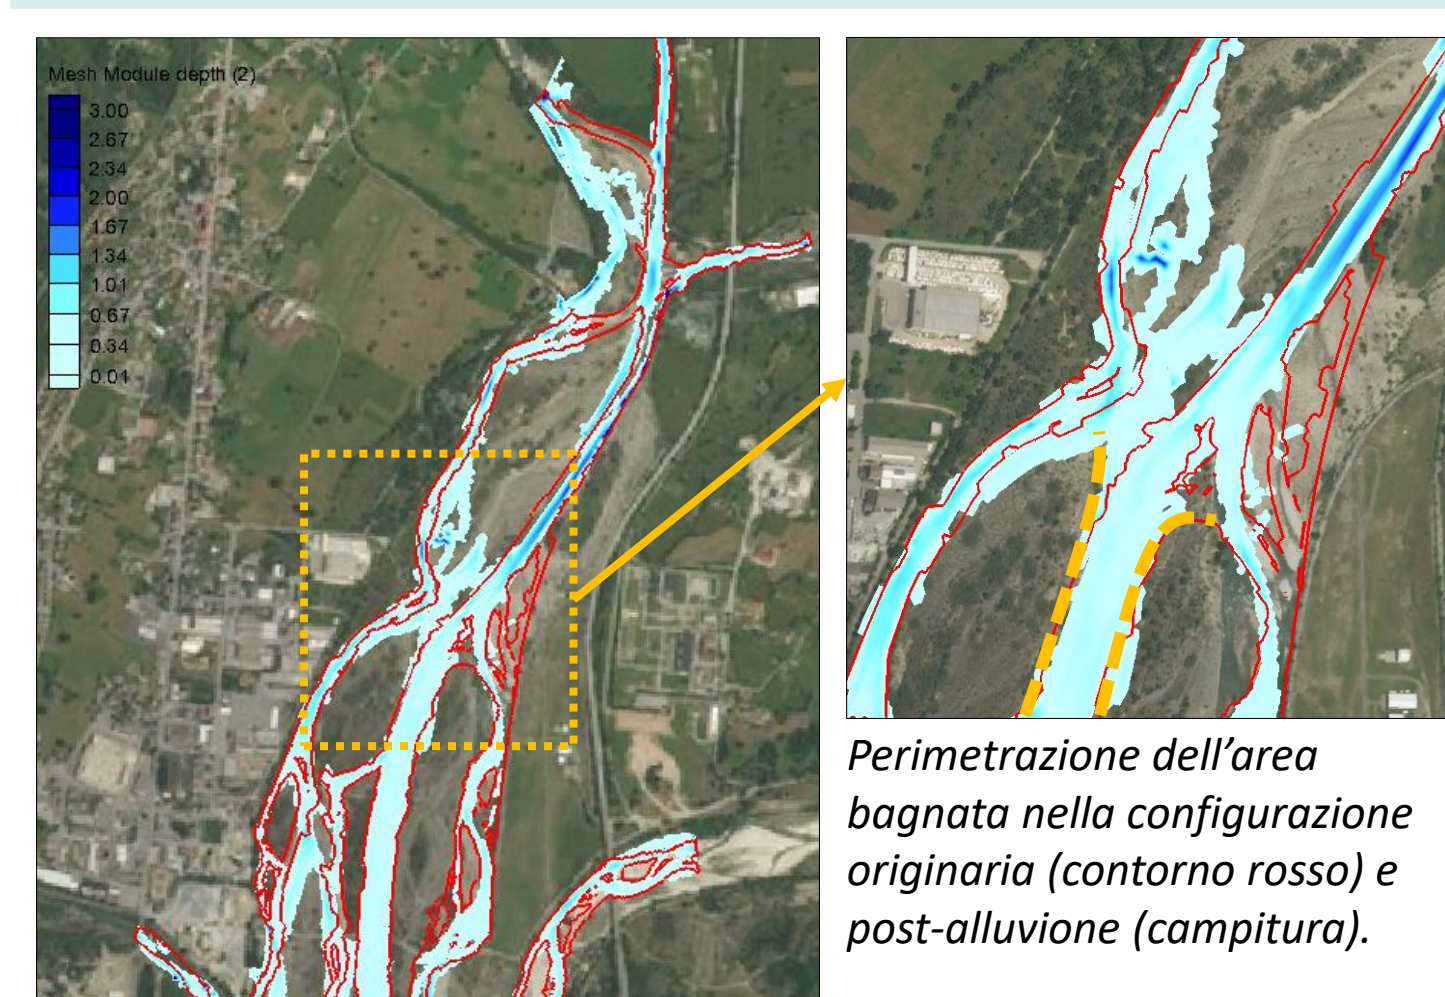 Mesh Module depth (2)
3.00
2.67
2.34
2.00
1.67
1.34
1.01
0.67
0.34
0.01
Perimetrazione dell’area
bagnata nella configurazione
originaria (contorno rosso) e
post-alluvione (campitura).